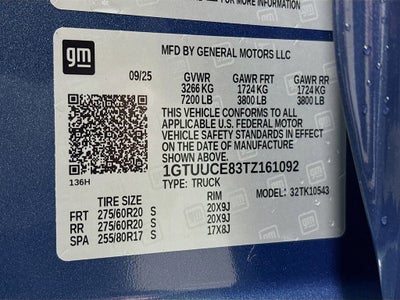 INFORMATION
gm
MFD BY GENERAL MOTORS LLC
09/25 GVWR GAWR FRT GAWR RR
3266 KG 1724 KG 1724 KG
7200 LB 3800 LB 3800 LB
THIS VEHICLE CONFORMS TO ALL
APPLICABLE U.S. FEDERAL MOTOR
VEHICLE SAFETY STANDARDS IN EFFECT
ON THE DATE OF MANUFACTURE
SHOWN ABOVE
1GTUUCE83TZ161092
TYPE: TRUCK
136H
MODEL: 32TK10543
TIRE SIZE RIM
FRT 275/60R20 S 20X9J
RR 275/60R20 S 20X9J
SPA 255/80R17 S 17X8J